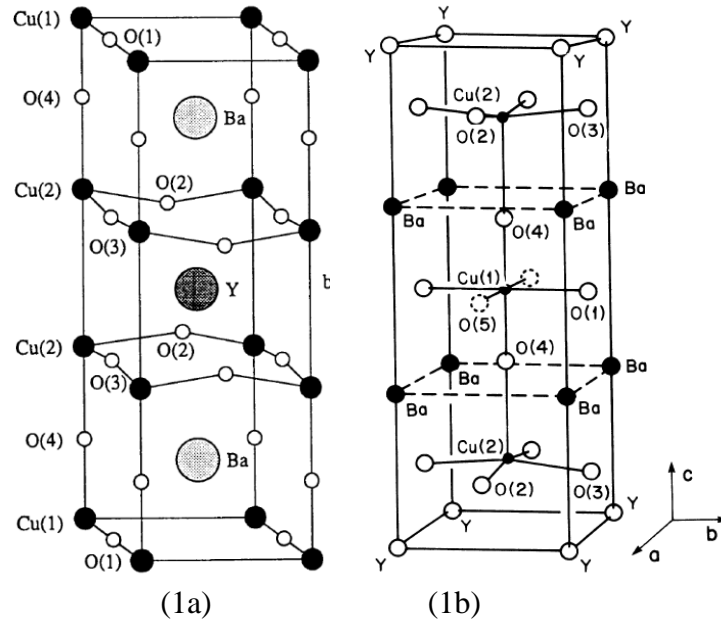 Cu(1)
O(1)
O(4)
Ba
Cu(2)
O(2)
O(3)
Y
b
Cu(2)
O(2)
O(3)
O(4)
Ba
Cu(1)
O(1)
(1a)
Y
Y
Y
Y
Cu(2)
O(2)
O(3)
Ba
Ba
Ba
O(4)
Cu(1)
O(5)
O(1)
O(4)
Ba
Ba
Ba
Ba
Cu(2)
O(2)
O(3)
Y
Y
Y
Y
c
b
a
(1b)